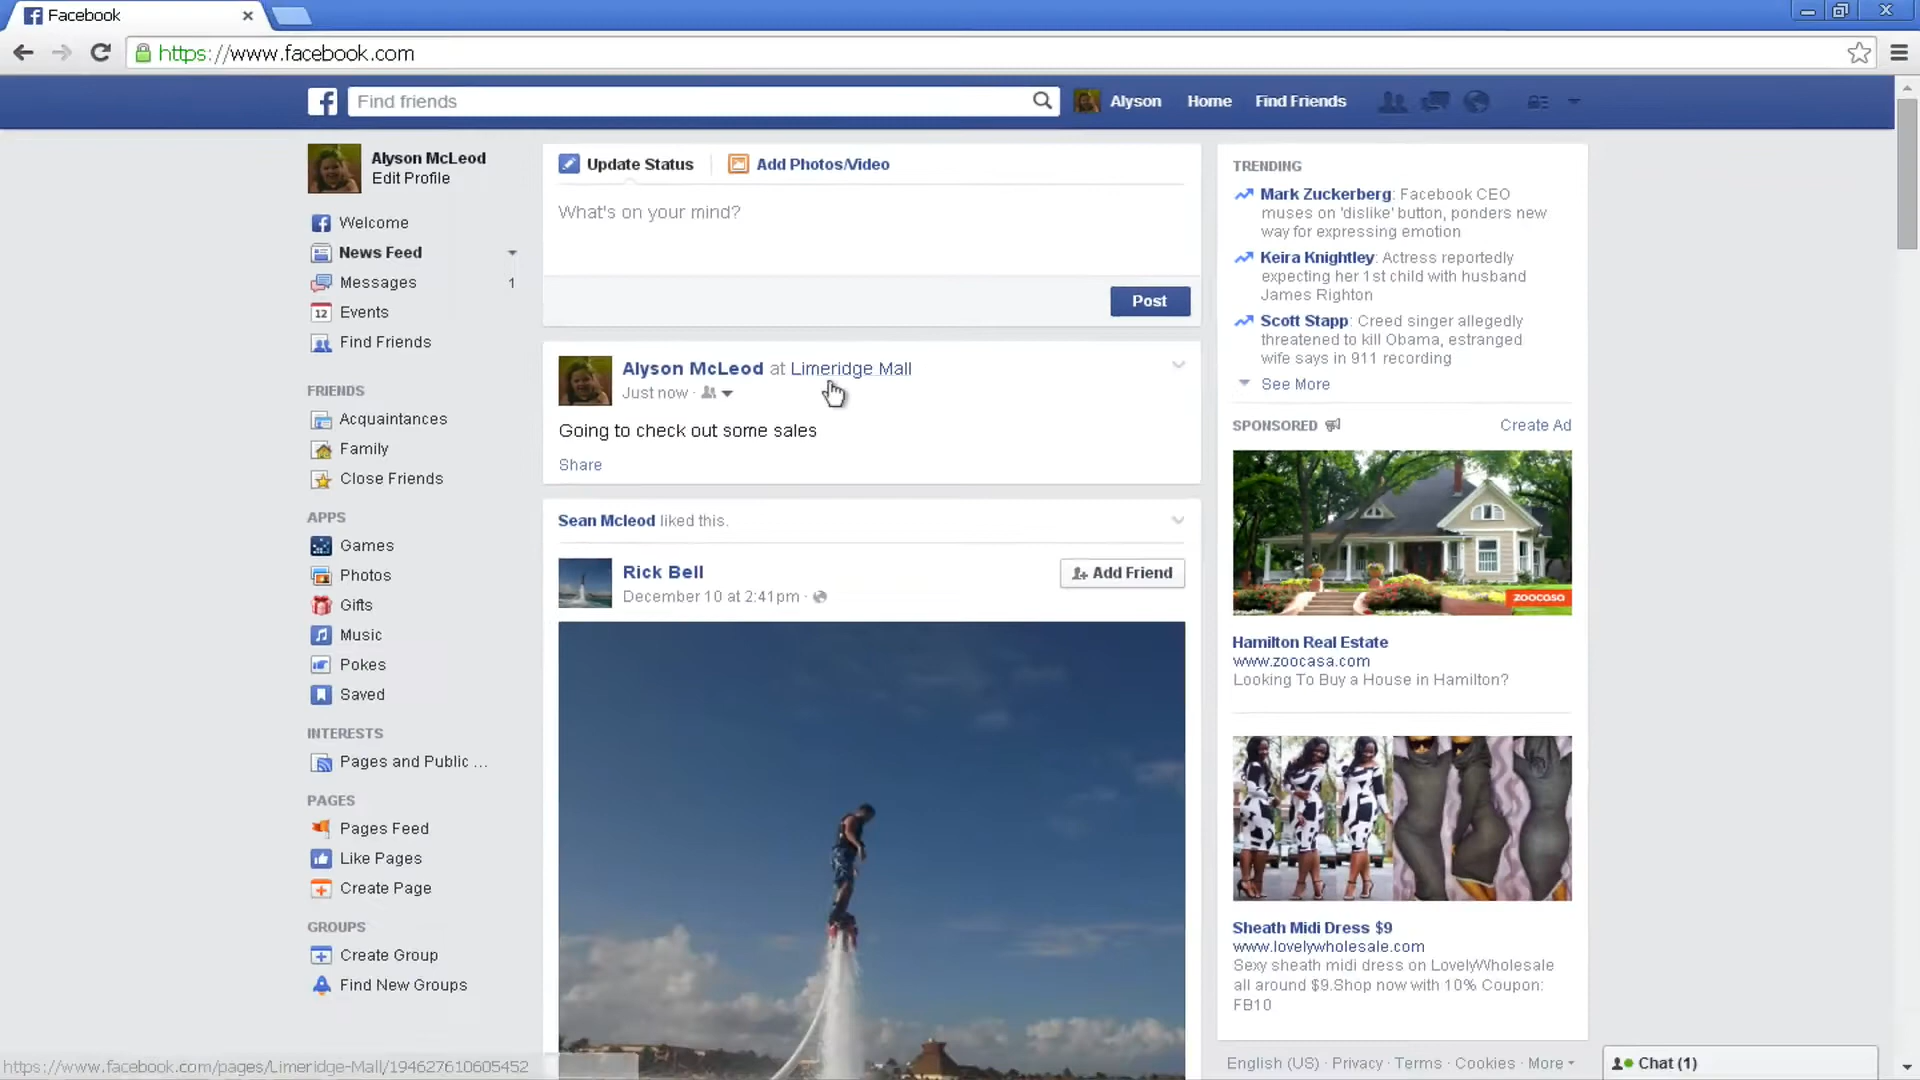 Facebook
https://www.facebook.com
Find friends
Alyson
Home
Find Friends
Alyson McLeod
Edit Profile
Welcome
News Feed
Messages 1
12 Events
Find Friends
FRIENDS
Acquaintances
Family
Close Friends
APPS
Games
Photos
Gifts
Music
Pokes
Saved
INTERESTS
Pages and Public ...
PAGES
Pages Feed
Like Pages
Create Page
GROUPS
Create Group
Find New Groups
Update Status
Add Photos/Video
What's on your mind?
Post
Alyson McLeod at Limeridge Mall
Just now ·
Going to check out some sales
Share
Sean Mcleod liked this.
Rick Bell
December 10 at 2:41pm ·
Add Friend
TRENDING
Mark Zuckerberg: Facebook CEO
muses on 'dislike' button, ponders new
way for expressing emotion
Keira Knightley: Actress reportedly
expecting her 1st child with husband
James Righton
Scott Stapp: Creed singer allegedly
threatened to kill Obama, estranged
wife says in 911 recording
See More
SPONSORED
Create Ad
zoocasa
Hamilton Real Estate
www.zoocasa.com
Looking To Buy a House in Hamilton?
Sheath Midi Dress $9
www.lovelywholesale.com
Sexy sheath midi dress on LovelyWholesale
all around $9.Shop now with 10% Coupon:
FB10
English (US) · Privacy · Terms · Cookies · More
Chat (1)
https://www.facebook.com/pages/Limeridge-Mall/194627610605452